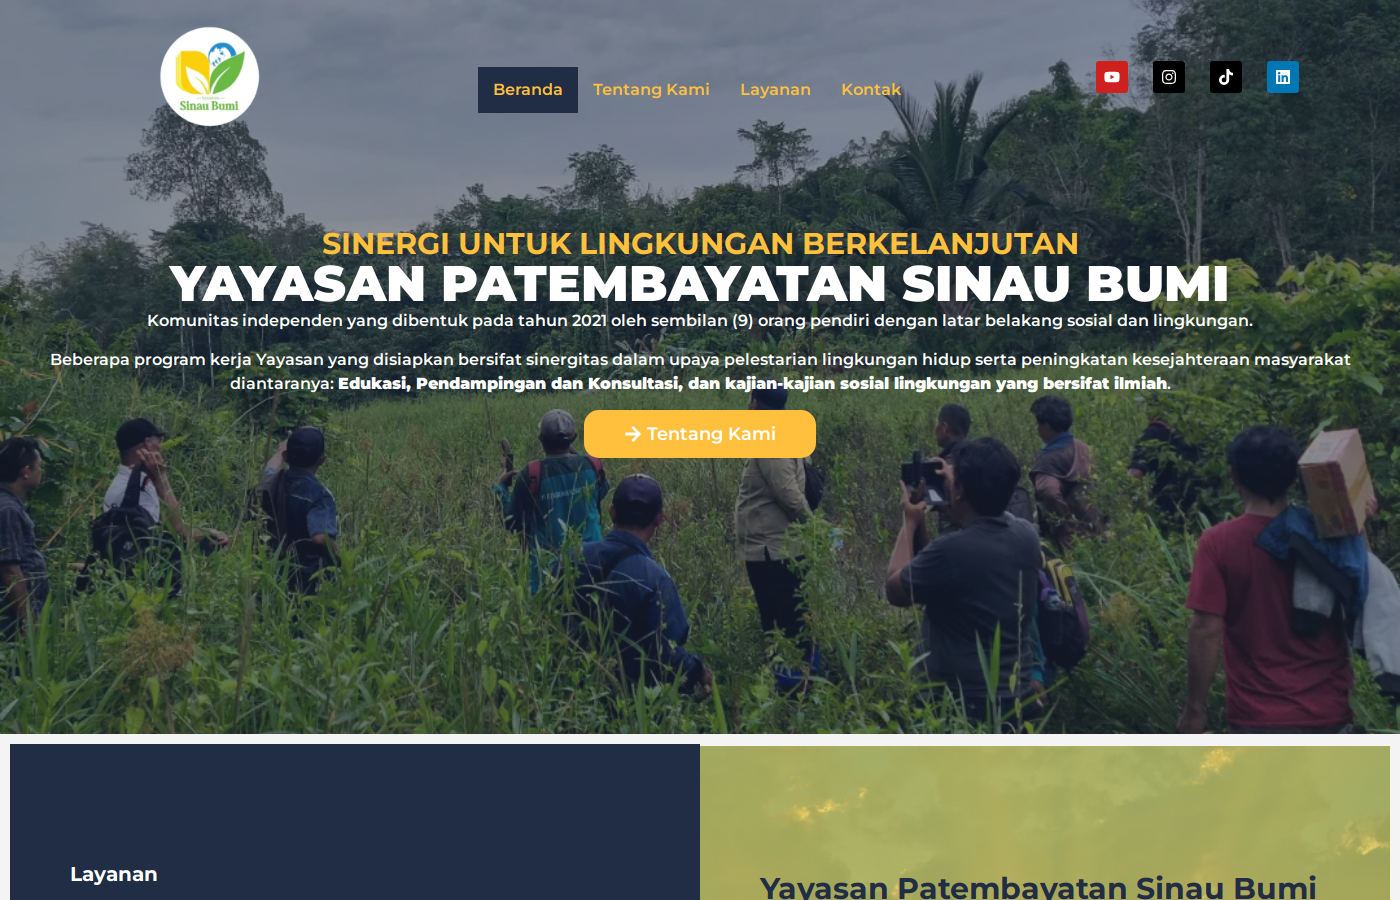 Sinau Bumi
Beranda
Tentang Kami
Layanan
Kontak
SINERGI UNTUK LINGKUNGAN BERKELANJUTAN
YAYASAN PATEMBAYATAN SINAU BUMI
Komunitas independen yang dibentuk pada tahun 2021 oleh sembilan (9) orang pendiri dengan latar belakang sosial dan lingkungan.
Beberapa program kerja Yayasan yang disiapkan bersifat sinergitas dalam upaya pelestarian lingkungan hidup serta peningkatan kesejahteraan masyarakat
diantaranya: Edukasi, Pendampingan dan Konsultasi, dan kajian-kajian sosial lingkungan yang bersifat ilmiah.
Tentang Kami
Layanan
Yayasan Patembayatan Sinau Bumi